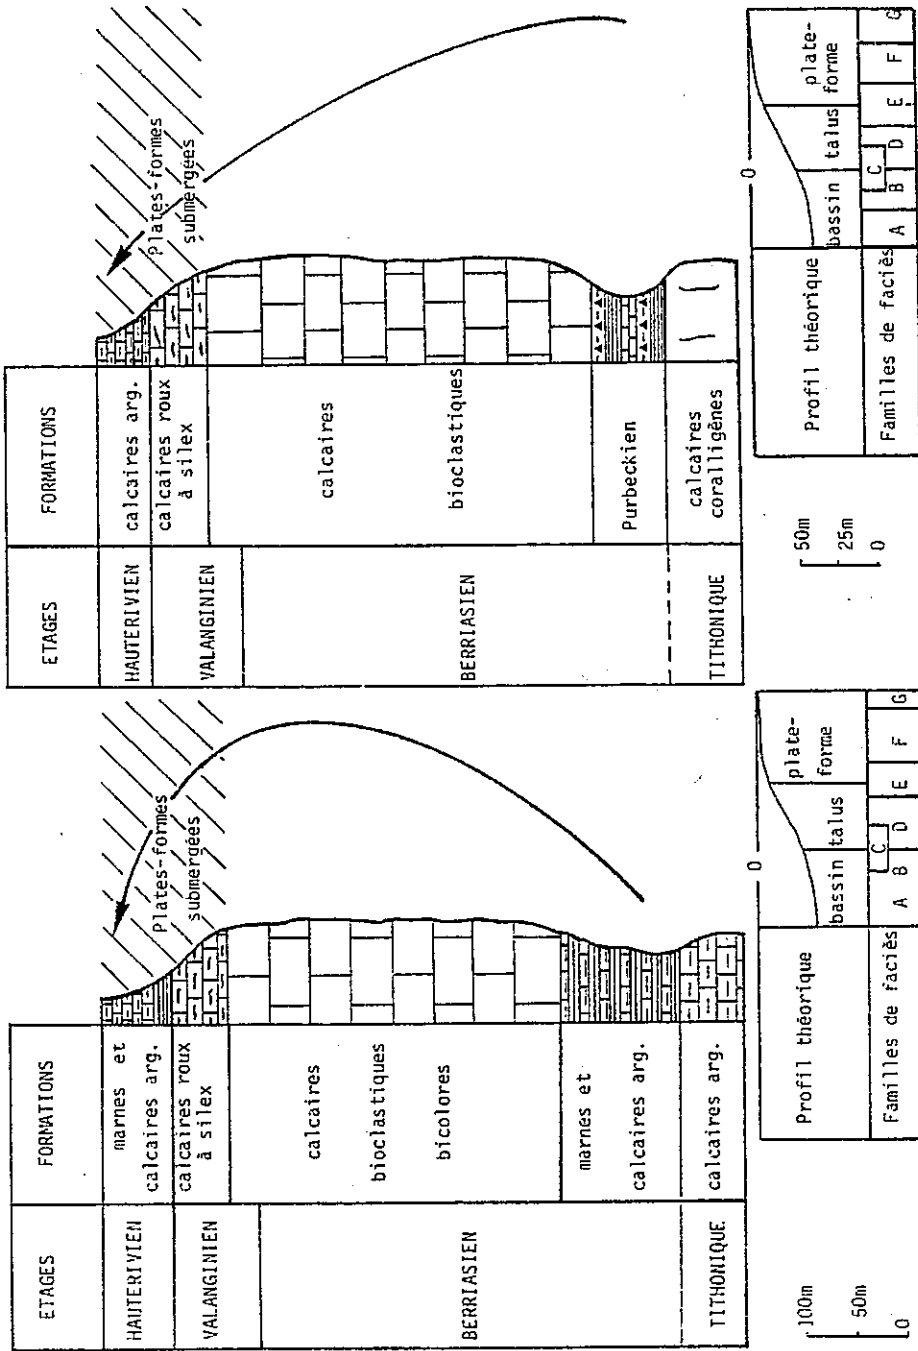 ETAGES
FORMATIONS
HAUTERIVIEN
marnes et
calcaires arg.
VALANGINIEN
calcaires roux
à silex
BERRIASIEN
calcaires
bioclastiques
bicolores
marnes et
calcaires arg.
TITHONIQUE
calcaires arg.
Plates-formes
submergées
100m
50m
0
Profil théorique
0
bassin
talus
plate-
forme
Familles de faciès
A
B
C
D
E
F
G
ETAGES
FORMATIONS
HAUTERIVIEN
calcaires arg.
VALANGINIEN
calcaires roux
à silex
BERRIASIEN
calcaires
bioclastiques
Purbeckien
TITHONIQUE
calcaires
coralligènes
Plates-formes
submergées
50m
25m
0
Profil théorique
0
bassin
talus
plate-
forme
Familles de faciès
A
B
C
D
E
F
G